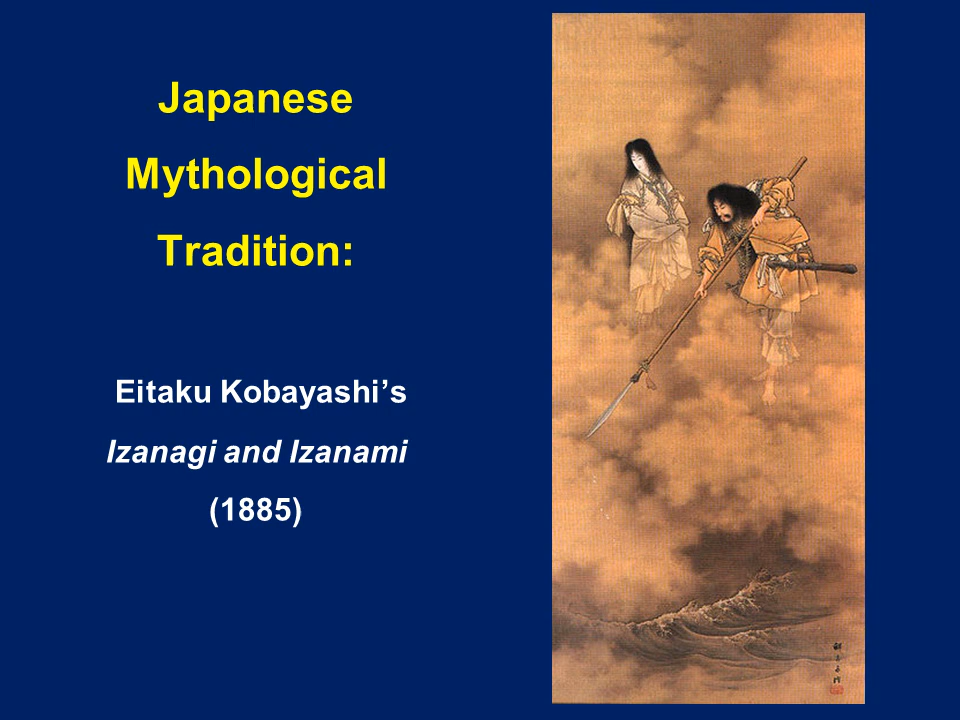 Japanese
Mythological
Tradition:
Eitaku Kobayashi’s
Izanagi and Izanami
(1885)